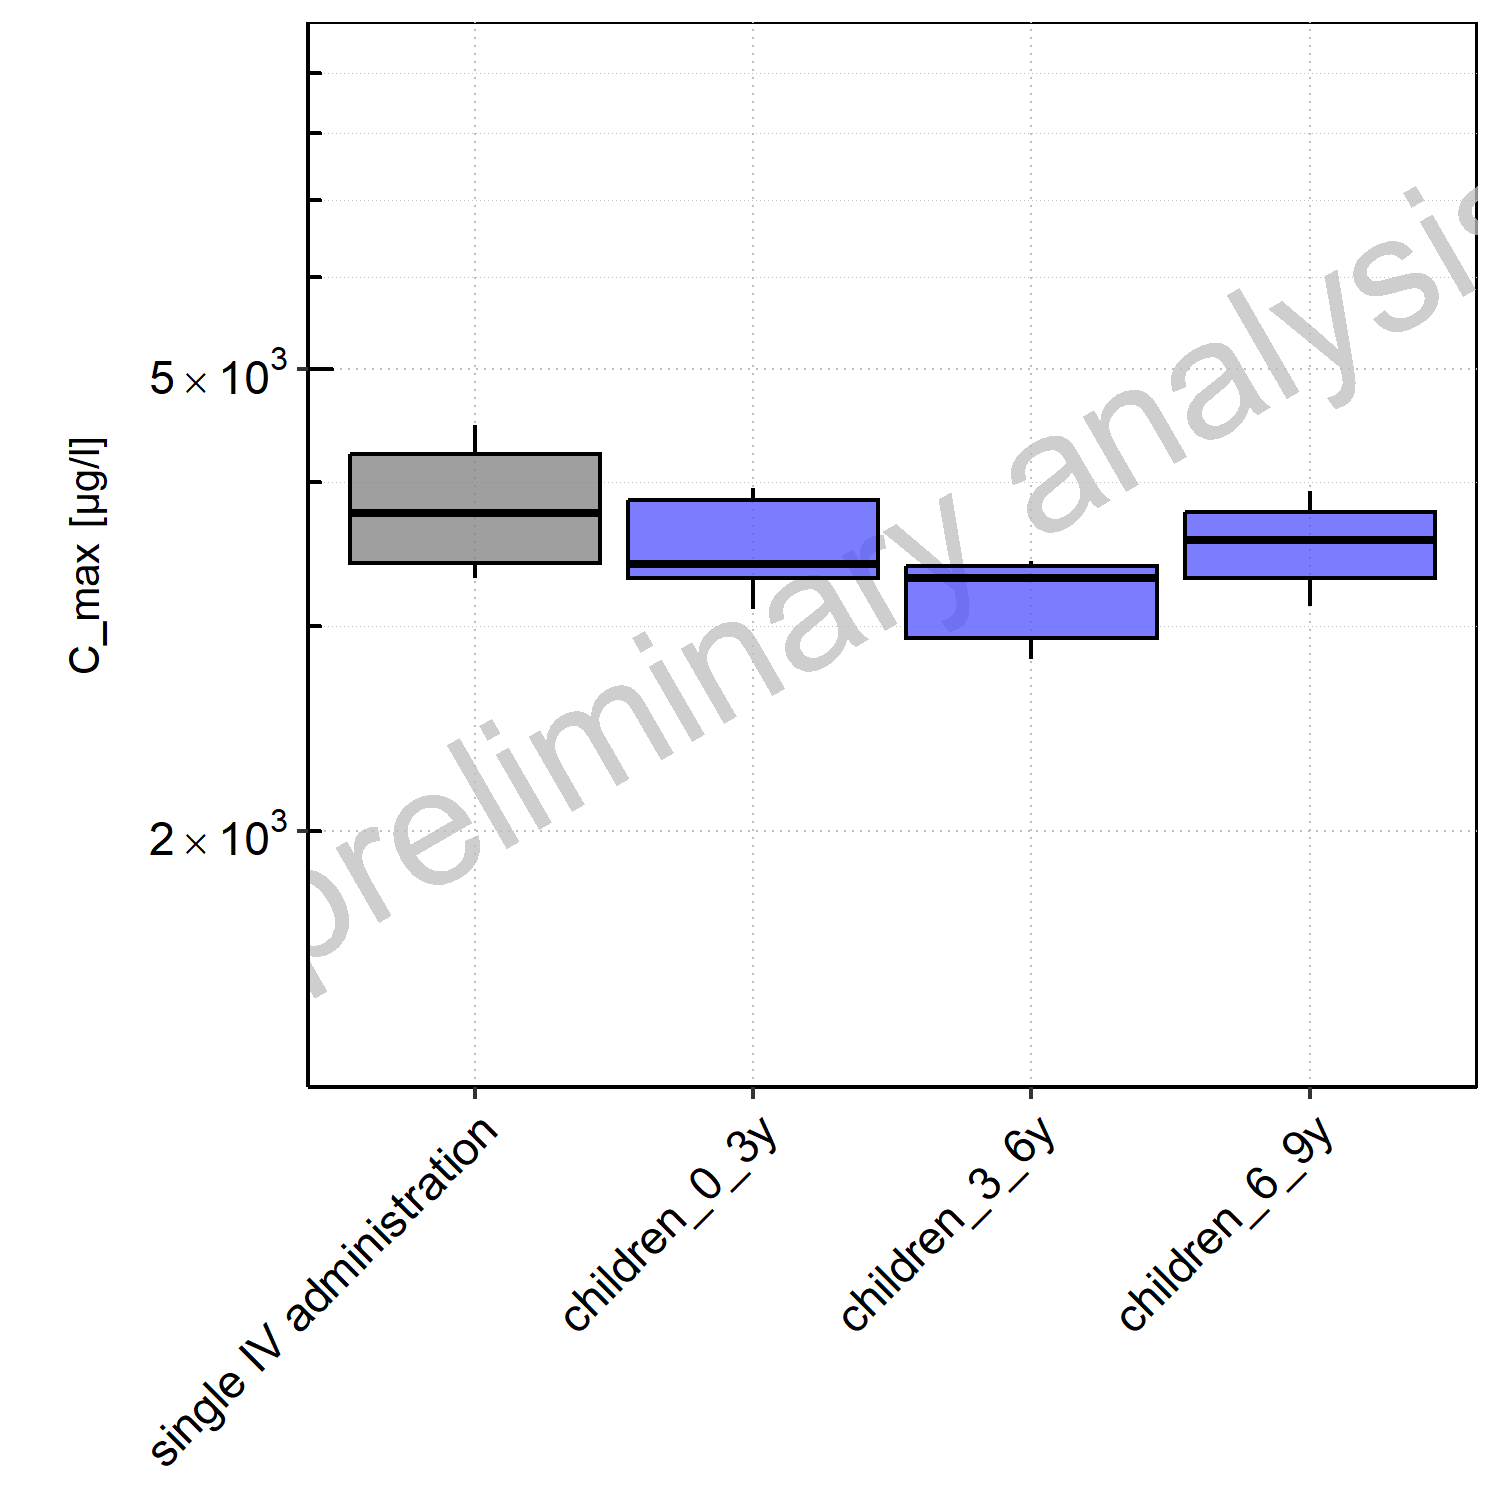 5 × 10³
C_max [µg/l]
2 × 10³
preliminary analysis
single IV administration
children_0_3y
children_3_6y
children_6_9y